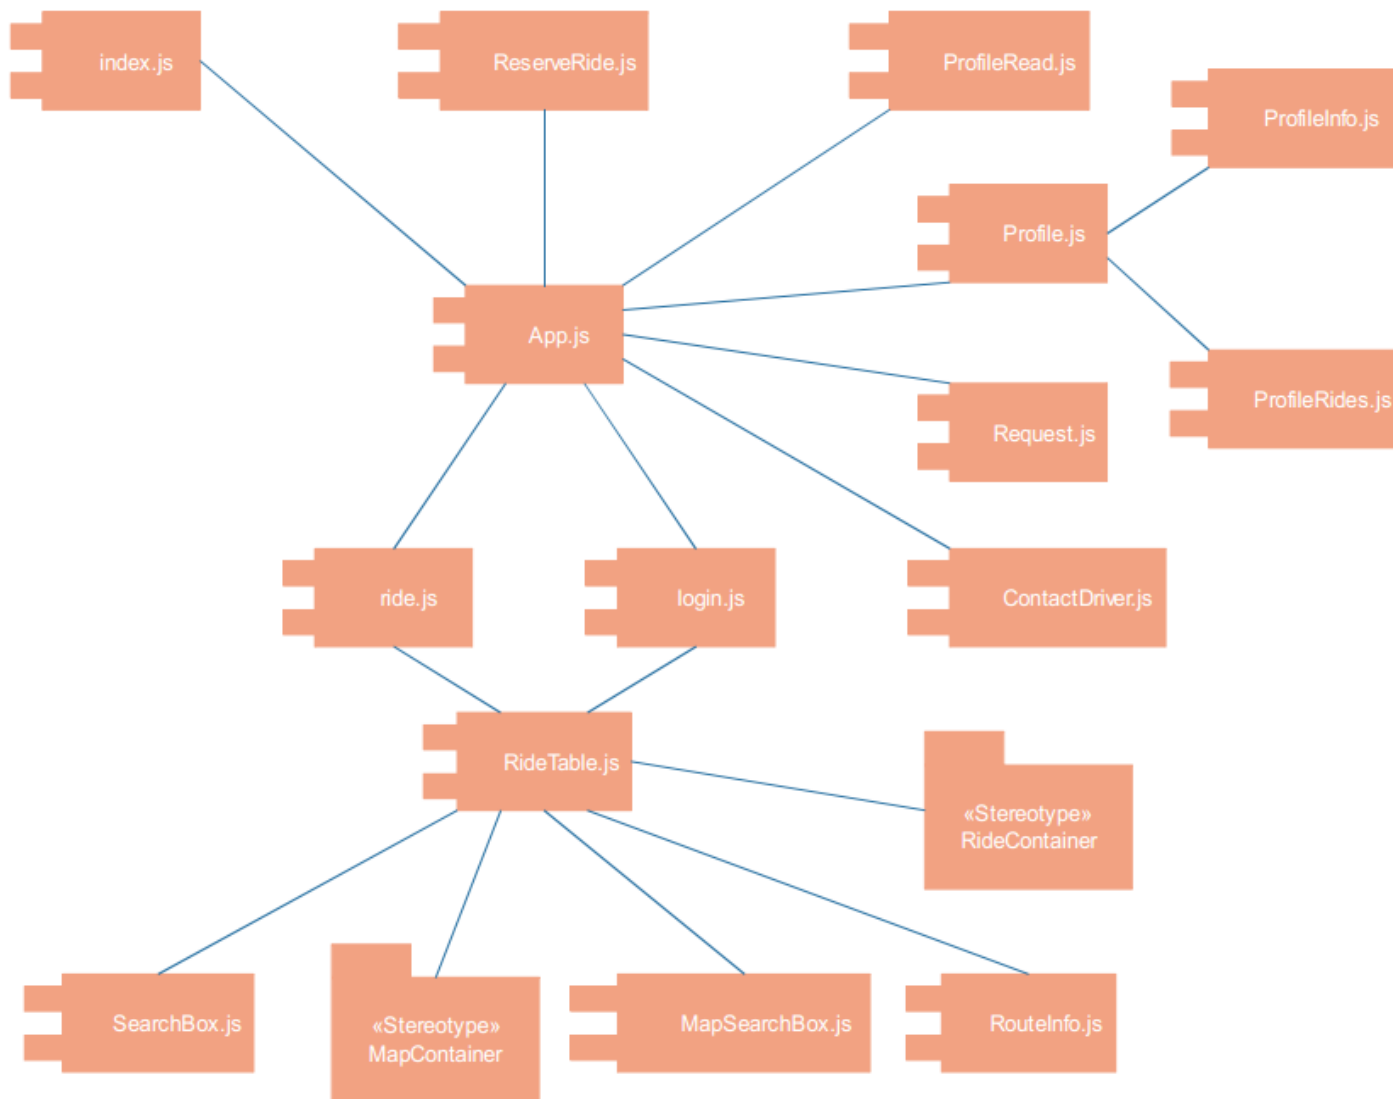 index.js
ReserveRide.js
ProfileRead.js
ProfileInfo.js
Profile.js
App.js
ProfileRides.js
Request.js
ride.js
login.js
ContactDriver.js
RideTable.js
«Stereotype»
RideContainer
SearchBox.js
«Stereotype»
MapContainer
MapSearchBox.js
RouteInfo.js